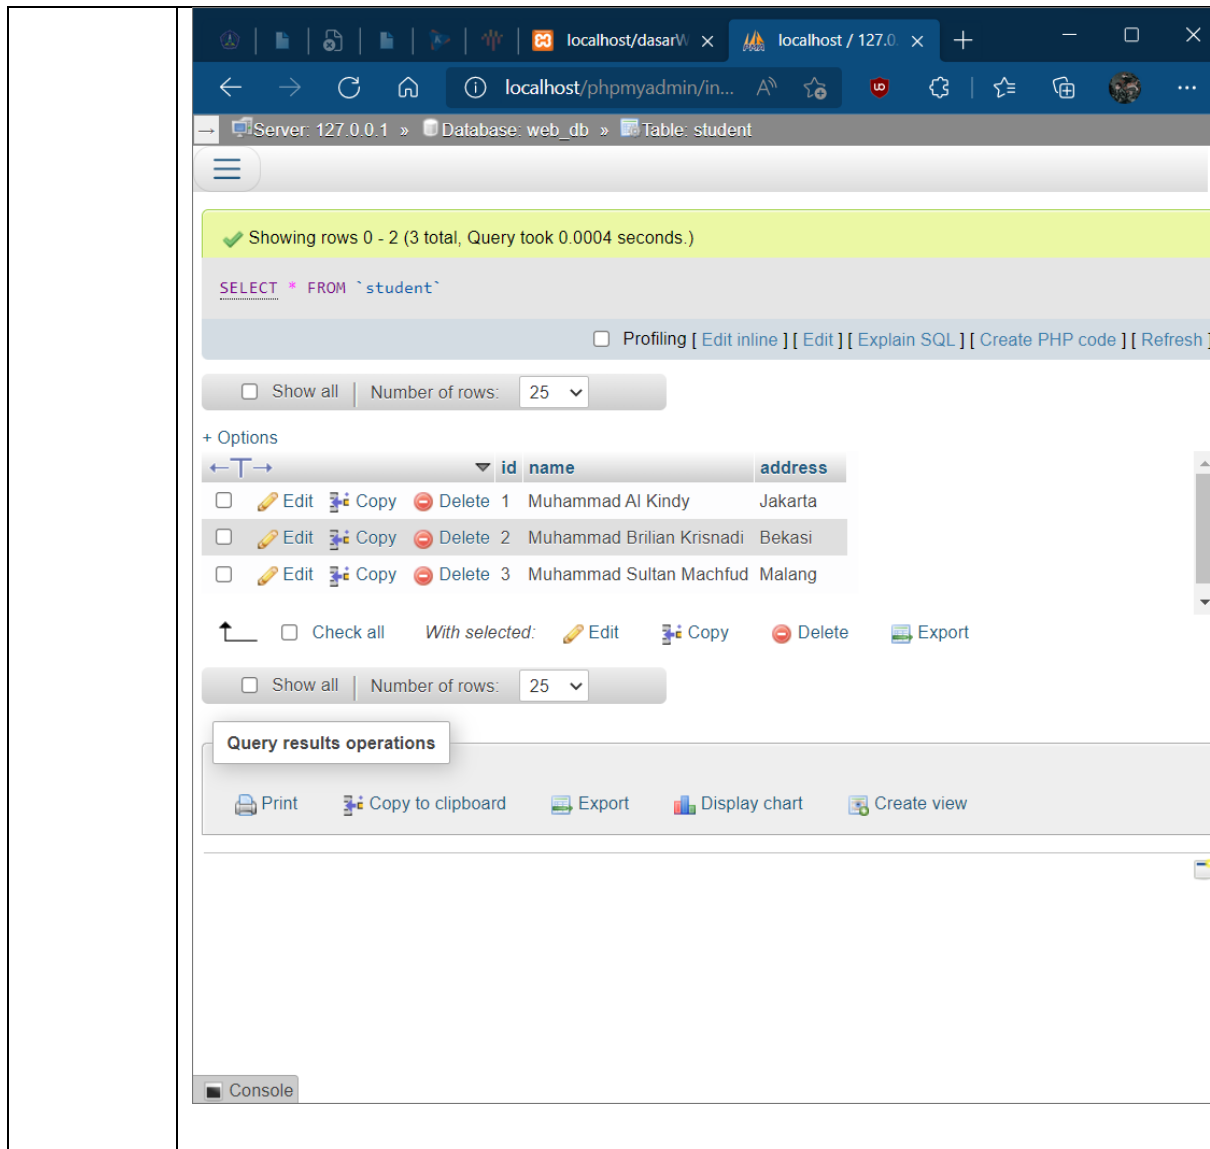 localhost/dasarW
localhost / 127.0.
localhost/phpmyadmin/in...
Server: 127.0.0.1 » Database: web_db » Table: student
Showing rows 0 - 2 (3 total, Query took 0.0004 seconds.)
SELECT * FROM `student`
Profiling [ Edit inline ] [ Edit ] [ Explain SQL ] [ Create PHP code ] [ Refresh ]
Show all | Number of rows: 25
+ Options
←T→ id name address
Edit Copy Delete 1 Muhammad Al Kindy Jakarta
Edit Copy Delete 2 Muhammad Brilian Krisnadi Bekasi
Edit Copy Delete 3 Muhammad Sultan Machfud Malang
Check all With selected: Edit Copy Delete Export
Show all | Number of rows: 25
Query results operations
Print Copy to clipboard Export Display chart Create view
Console